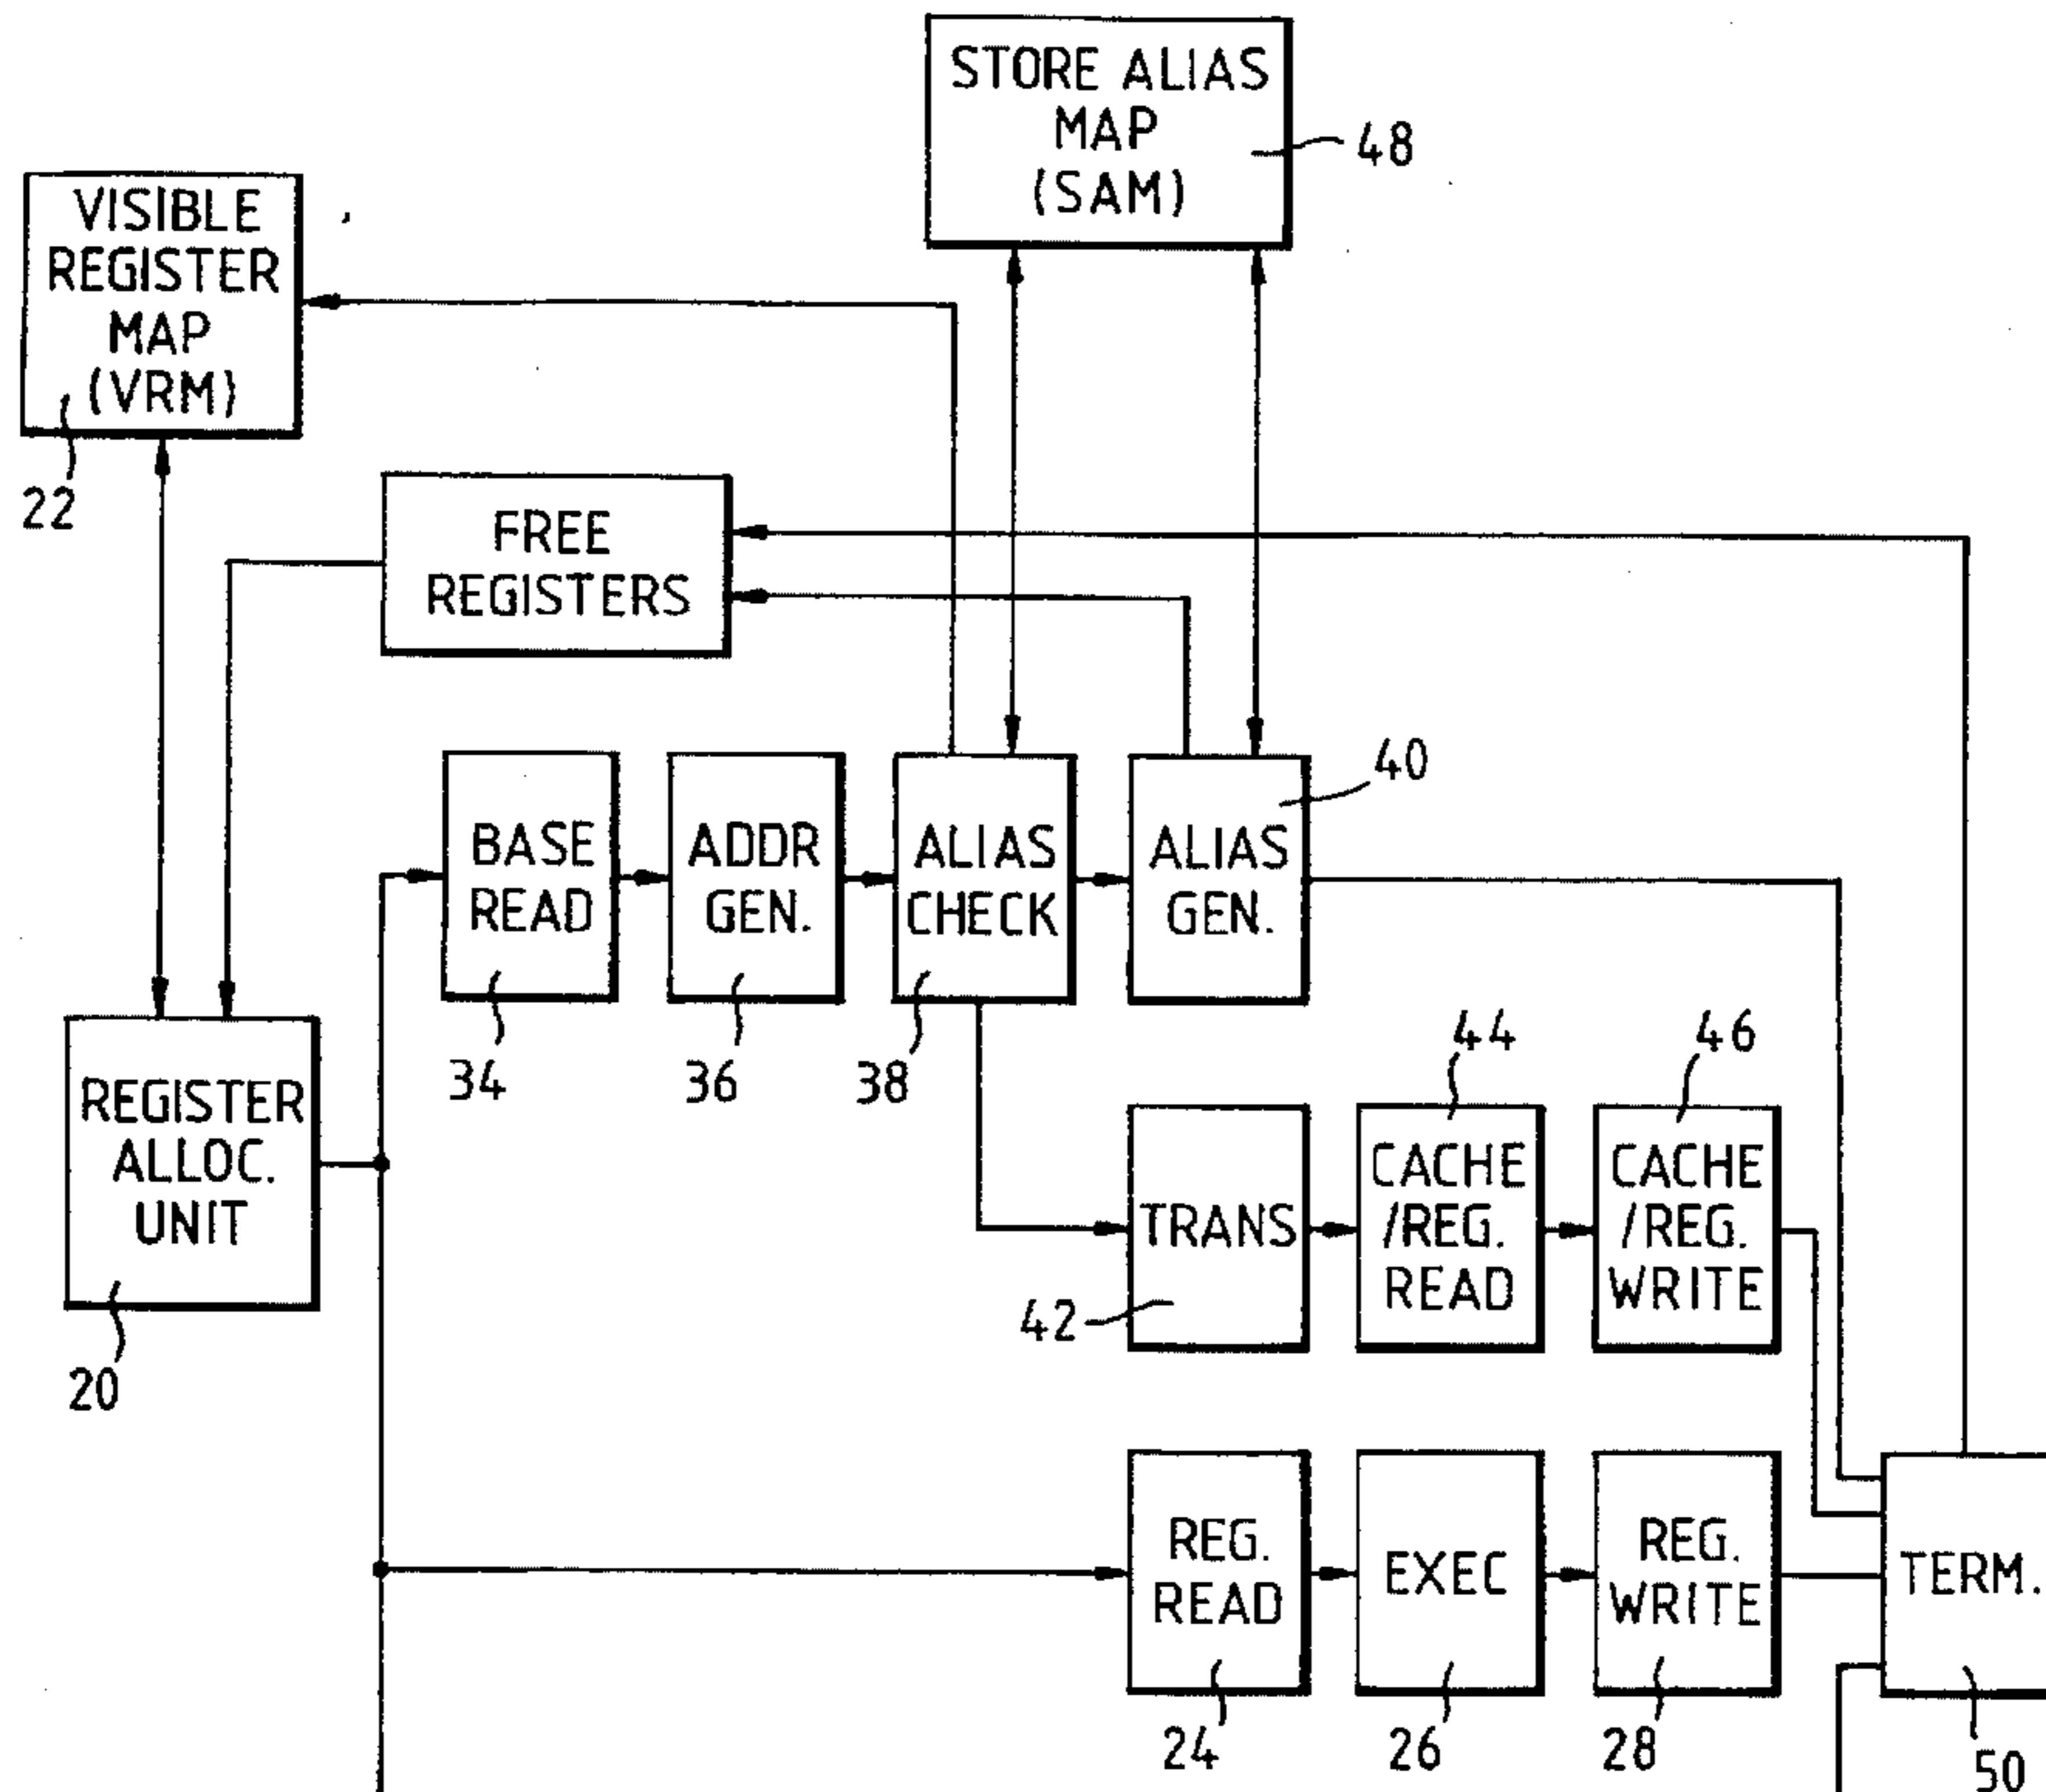 STORE ALIAS
MAP
(SAM)
48
VISIBLE
REGISTER
MAP
(VRM)
22
FREE
REGISTERS
40
BASE
READ
34
ADDR
GEN.
36
ALIAS
CHECK
38
ALIAS
GEN.
REGISTER
ALLOC.
UNIT
20
TRANS
42
44
CACHE
/REG.
READ
46
CACHE
/REG.
WRITE
REG.
READ
24
EXEC
26
REG.
WRITE
28
TERM.
50